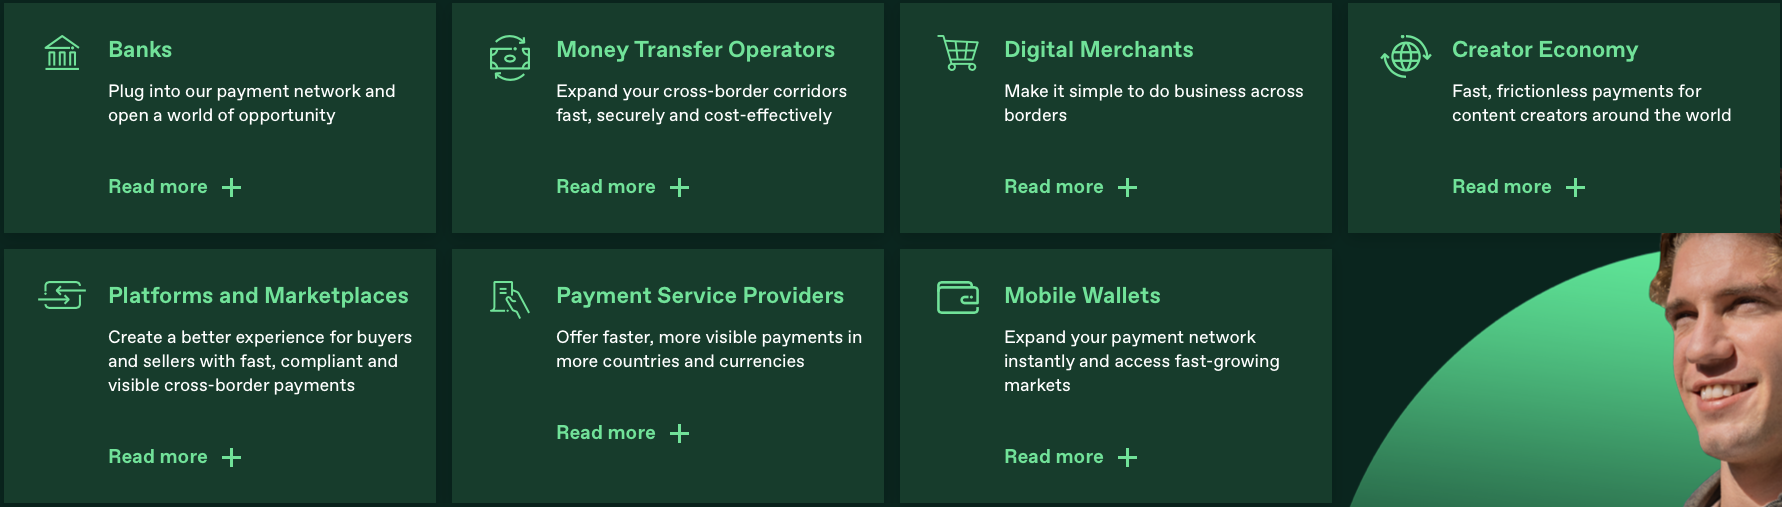 Banks
Plug into our payment network and
open a world of opportunity
Read more
Money Transfer Operators
Expand your cross-border corridors
fast, securely and cost-effectively
Read more
Digital Merchants
Make it simple to do business across
borders
Read more
Creator Economy
Fast, frictionless payments for
content creators around the world
Read more
Platforms and Marketplaces
Create a better experience for buyers
and sellers with fast, compliant and
visible cross-border payments
Read more
Payment Service Providers
Offer faster, more visible payments in
more countries and currencies
Read more
Mobile Wallets
Expand your payment network
instantly and access fast-growing
markets
Read more